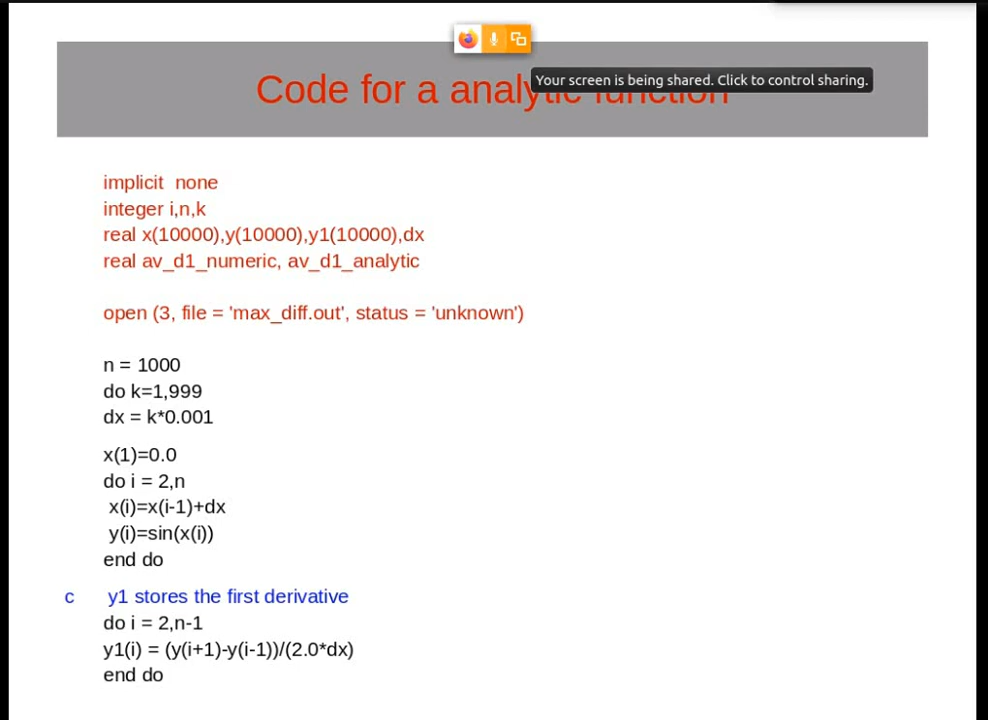 Code for a analytic function
Your screen is being shared. Click to control sharing.
implicit none
integer i,n,k
real x(10000),y(10000),y1(10000),dx
real av_d1_numeric, av_d1_analytic
open (3, file = 'max_diff.out', status = 'unknown')
n = 1000
do k=1,999
dx = k*0.001
x(1)=0.0
do i = 2,n
x(i)=x(i-1)+dx
y(i)=sin(x(i))
end do
c y1 stores the first derivative
do i = 2,n-1
y1(i) = (y(i+1)-y(i-1))/(2.0*dx)
end do